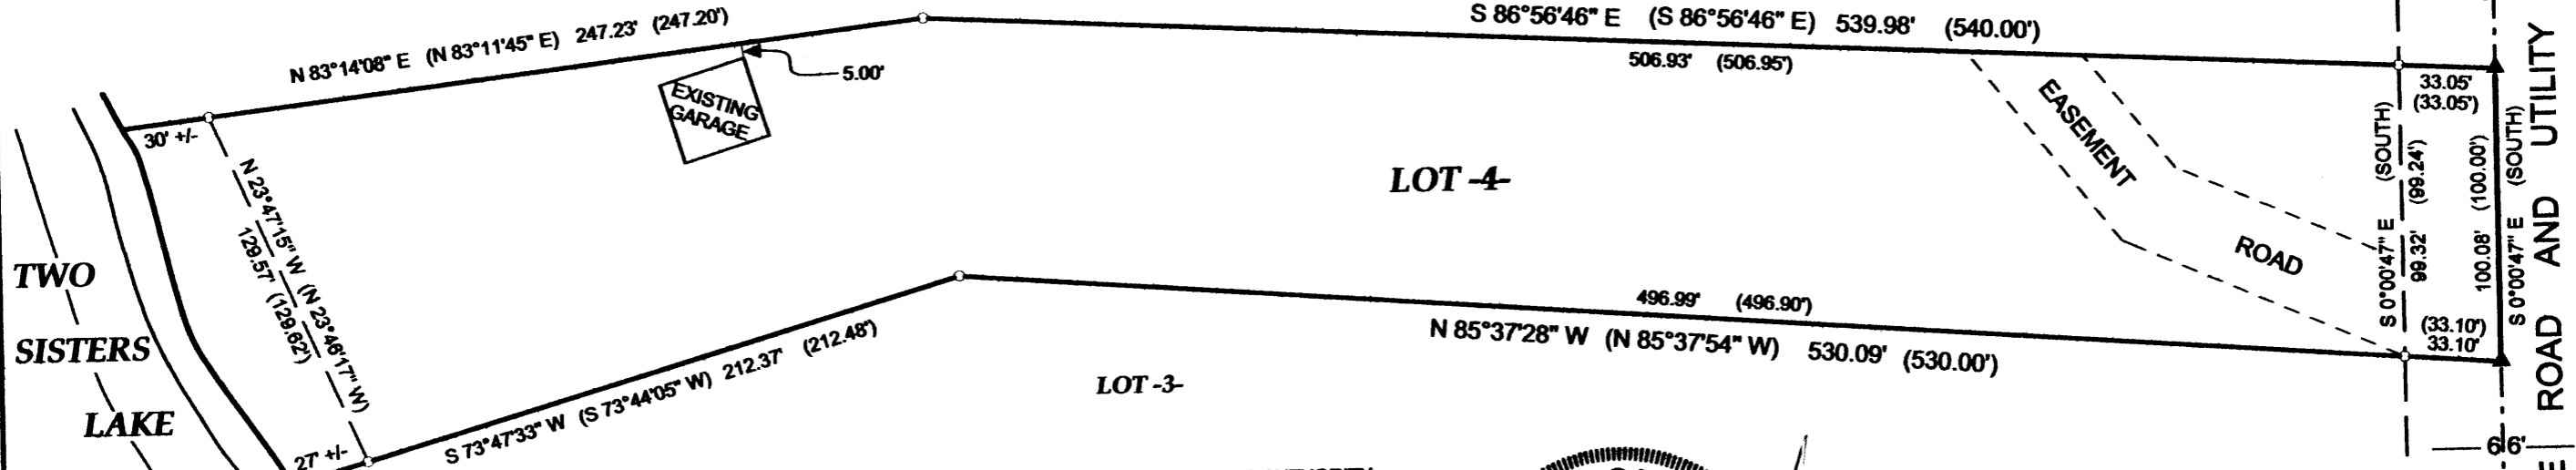 N 83°14'08" E (N 83°11'45" E) 247.23' (247.20')
S 86°56'46" E (S 86°56'46" E) 539.98' (540.00')
506.93' (506.95')
5.00'
EXISTING
GARAGE
30' +/-
N 23°47'15" W (N 23°46'17" W)
129.57' (129.62')
LOT -4-
EASEMENT
ROAD
33.05'
(33.05')
S 0°00'47" E (SOUTH)
99.32' (99.24')
100.08' (100.00')
S 0°00'47" E (SOUTH)
ROAD AND UTILITY
TWO
SISTERS
LAKE
496.99' (496.90')
N 85°37'28" W (N 85°37'54" W) 530.09' (530.00')
(33.10')
33.10'
S 73°47'33" W (S 73°44'05" W) 212.37' (212.48')
LOT -3-
27' +/-
66'